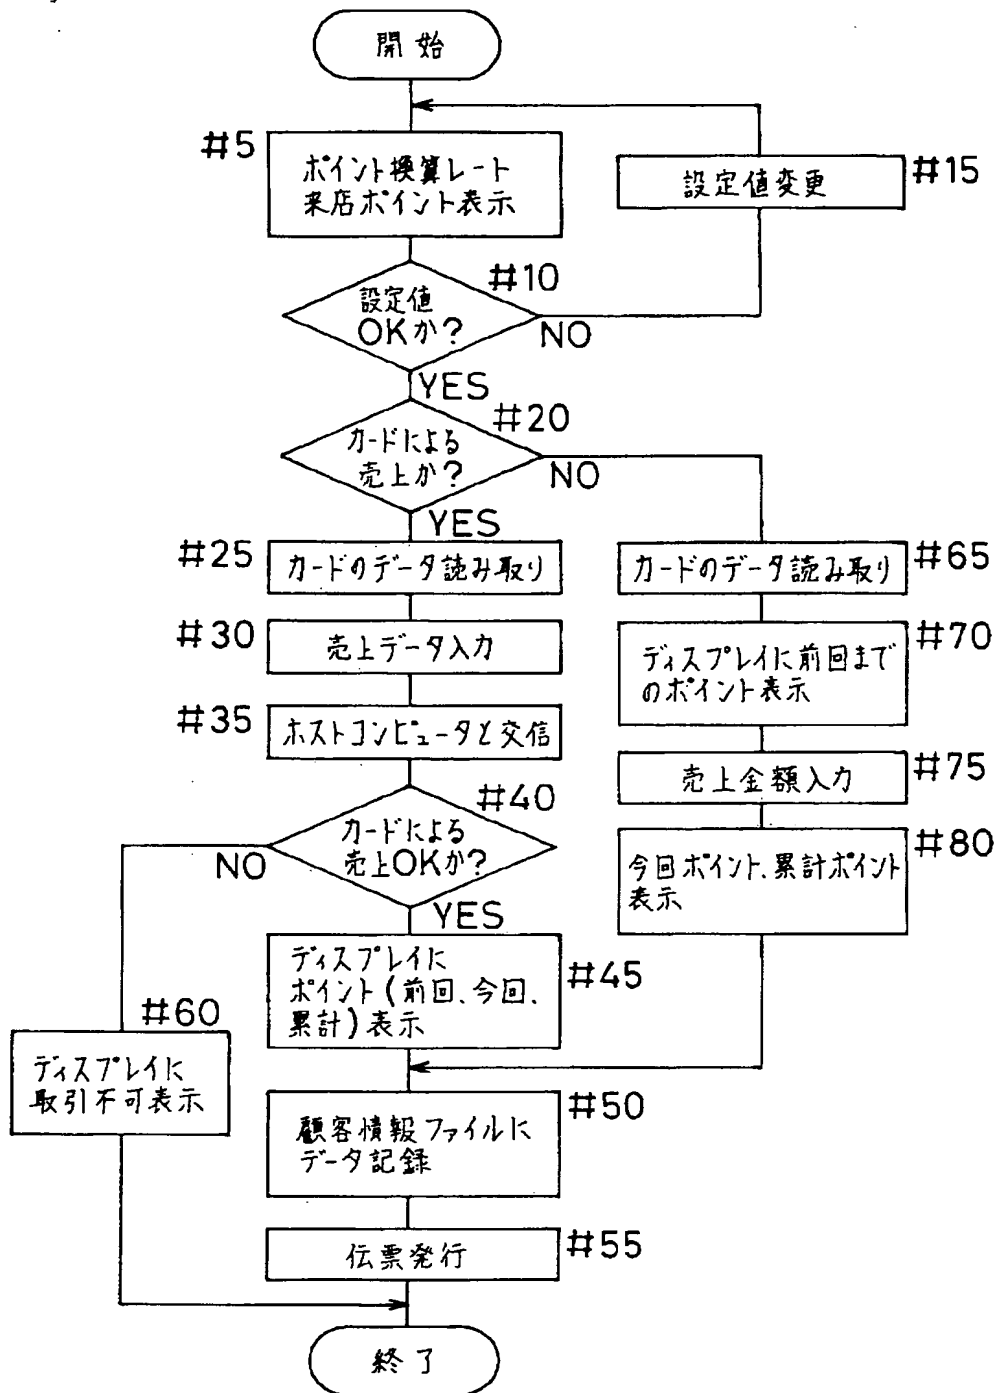 開始
#5
ポイント換算レート
来店ポイント表示
設定値変更
#15
#10
設定値
OKか?
NO
YES
#20
カードによる
売上か?
NO
YES
#25
カードのデータ読み取り
#30
売上データ入力
#35
ホストコンピュータと交信
#40
カードによる
売上OKか?
NO
YES
#45
ディスプレイに
ポイント(前回、今回、
累計)表示
#60
ディスプレイに
取引不可表示
カードのデータ読み取り
#65
#70
ディスプレイに前回まで
のポイント表示
売上金額入力
#75
#80
今回ポイント、累計ポイント
表示
#50
顧客情報ファイルに
データ記録
伝票発行
#55
終了